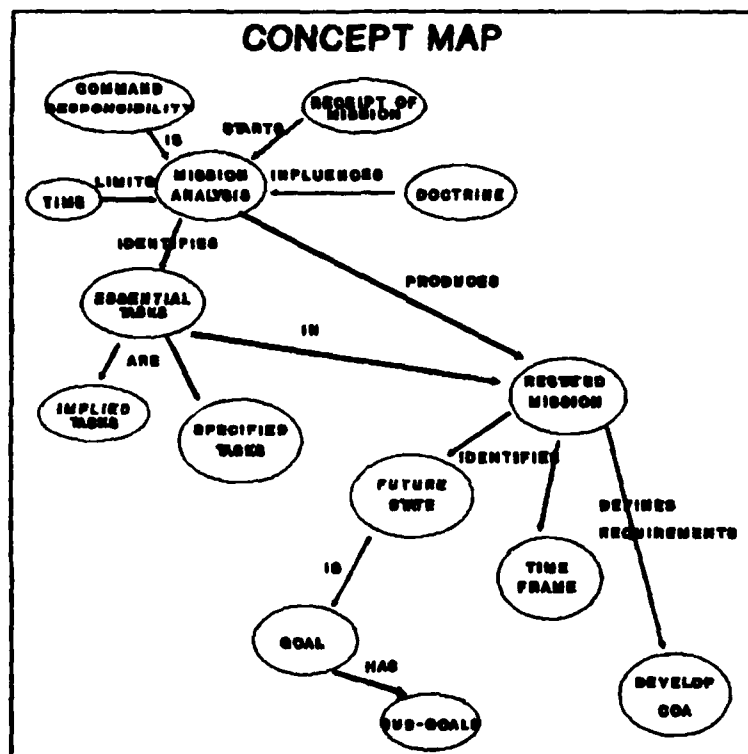 CONCEPT MAP
COMMAND
RESPONSIBILITY
RECEIPT OF
MISSION
IS
STARTS
LIMITS
MISSION
ANALYSIS
INFLUENCES
TIME
DOCTRINE
IDENTIFIES
PRODUCES
ESSENTIAL
TASKS
IN
ARE
RESTATED
MISSION
IMPLIED
TASKS
SPECIFIED
TASKS
IDENTIFIES
FUTURE
STATE
DEFINES
REQUIREMENTS
IS
TIME
FRAME
GOAL
HAS
DEVELOP
COA
SUB-GOALS